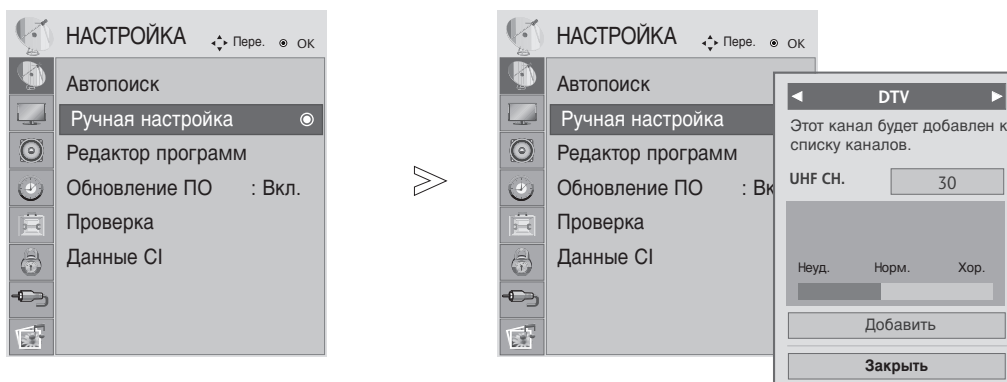 НАСТРОЙКА Пере. ОК
Автопоиск
Ручная настройка
Редактор программ
Обновление ПО : Вкл.
Проверка
Данные CI
НАСТРОЙКА Пере. ОК
Автопоиск
Ручная настройка
Редактор программ
Обновление ПО : Вк
Проверка
Данные CI
◄ DTV ►
Этот канал будет добавлен к
списку каналов.
UHF CH. 30
Неуд. Норм. Хор.
Добавить
Закрыть